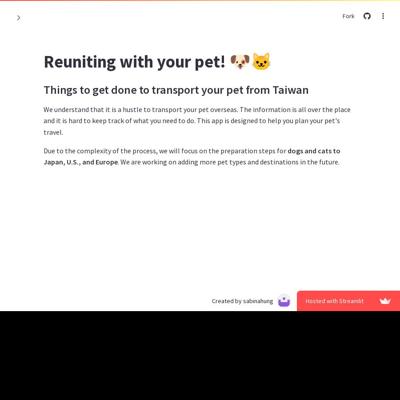 Fork
Reuniting with your pet! 🐶🐱
Things to get done to transport your pet from Taiwan
We understand that it is a hustle to transport your pet overseas. The information is all over the place
and it is hard to keep track of what you need to do. This app is designed to help you plan your pet's
travel.
Due to the complexity of the process, we will focus on the preparation steps for dogs and cats to
Japan, U.S., and Europe. We are working on adding more pet types and destinations in the future.
Created by sabinahung
Hosted with Streamlit